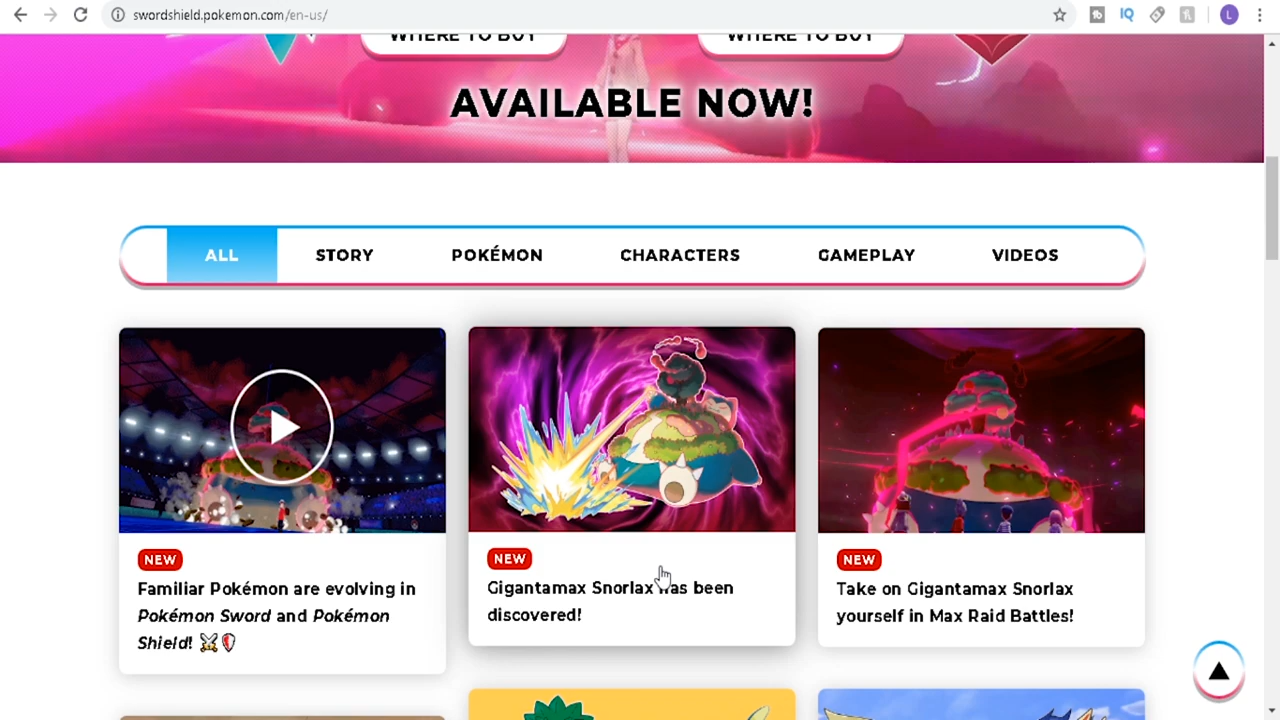 swordshield.pokemon.com/en-us/
L
WHERE TO BUY
WHERE TO BUY
AVAILABLE NOW!
ALL
STORY
POKÉMON
CHARACTERS
GAMEPLAY
VIDEOS
NEW
Familiar Pokémon are evolving in
Pokémon Sword and Pokémon
Shield!
NEW
Gigantamax Snorlax has been
discovered!
NEW
Take on Gigantamax Snorlax
yourself in Max Raid Battles!